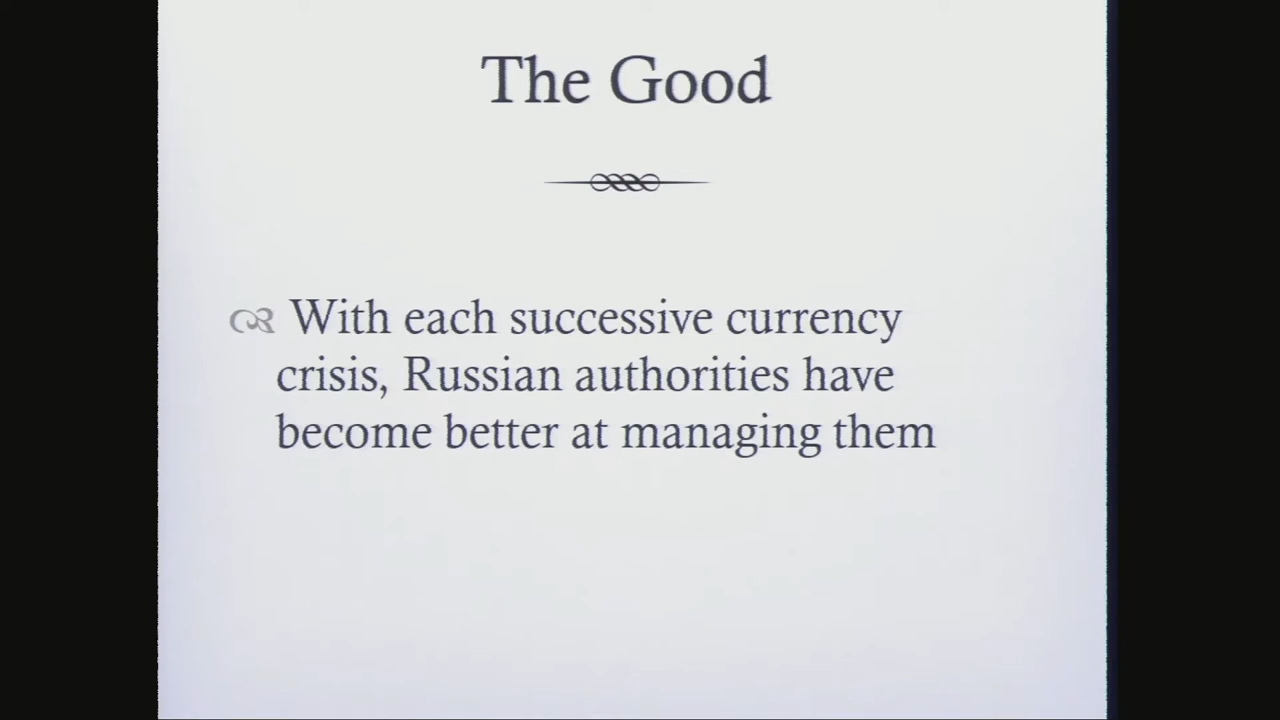 The Good
With each successive currency
crisis, Russian authorities have
become better at managing them